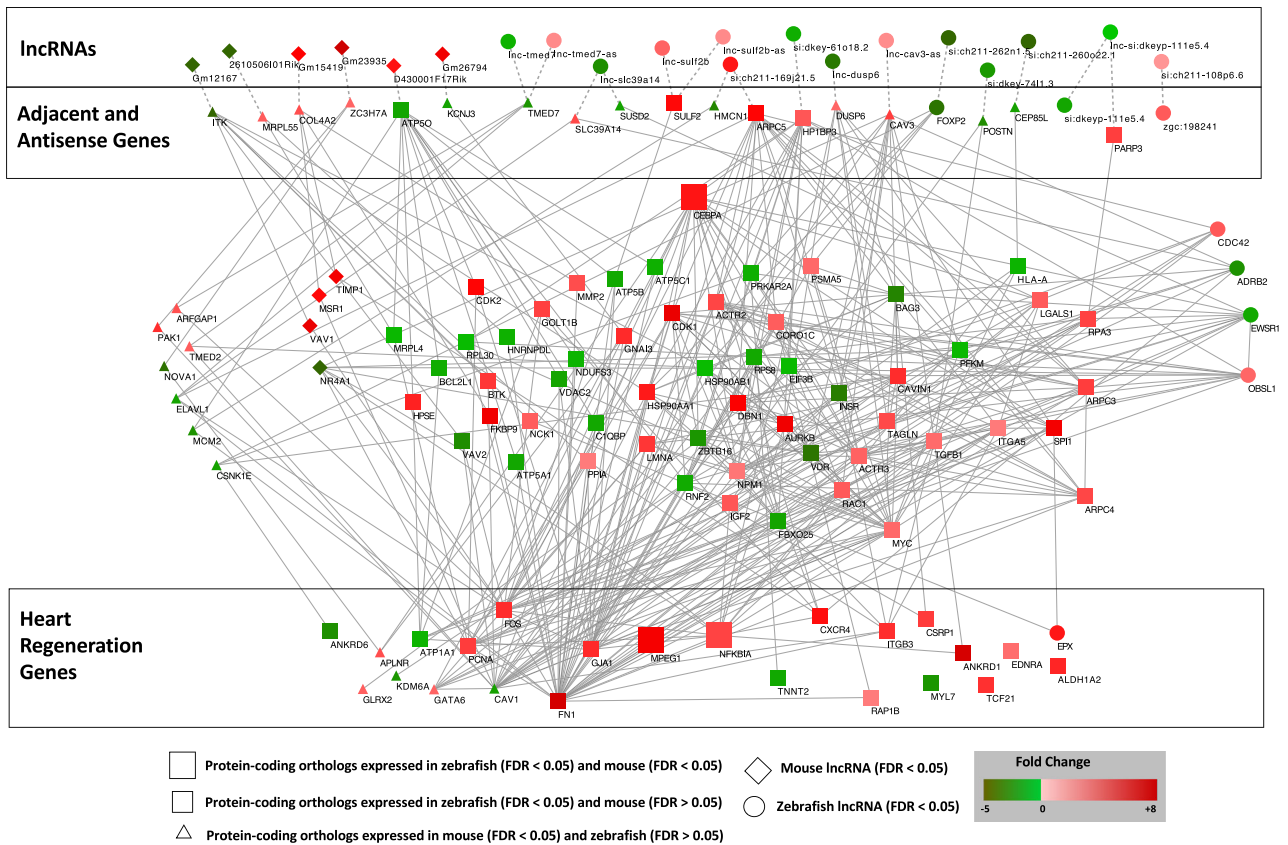 lncRNAs
Gm12167
2610506I01Rik
Gm15419
Gm23935
D430001F17Rik
Gm26794
lnc-tmed7
lnc-tmed7-as
lnc-slc39a14
lnc-sulf2b
lnc-sulf2b-as
si:ch211-169j21.5
si:dkey-61o18.2
lnc-dusp6
lnc-cav3-as
si:ch211-262n1.5
si:dkey-74l1.3
si:ch211-260o22.1
lnc-si:dkeyp-111e5.4
si:ch211-108p6.6
Adjacent and
Antisense Genes
ITK
MRPL55
COL4A2
ZC3H7A
ATP5O
KCNJ3
TMED7
SLC39A14
SUSD2
SULF2
HMCN1
ARPC5
HP1BP3
DUSP6
CAV3
FOXP2
POSTN
CEP85L
si:dkeyp-111e5.4
PARP3
zgc:198241
CEBPA
CDC42
ADRB2
EWSR1
OBSL1
TIMP1
MSR1
VAV1
NR4A1
ARFGAP1
PAK1
TMED2
NOVA1
ELAVL1
MCM2
CSNK1E
CDK2
MMP2
ATP5B
ATP5C1
PRKAR2A
PSMA5
BAG3
HLA-A
LGALS1
RPA3
GOLT1B
CDK1
ACTR2
CORO1C
MRPL4
RPL30
HNRNPDL
GNAI3
NDUFS3
BCL2L1
BTK
VDAC2
HSP90AB1
RPS8
EIF3B
PFKM
CAVIN1
INSR
ARPC3
HPSE
FKBP9
NCK1
HSP90AA1
DBN1
AURKB
TAGLN
ITGA5
SPI1
VAV2
C1QBP
LMNA
ZBTB16
VDR
ACTR3
TGFB1
ATP5A1
PPIA
NPM1
RNF2
IGF2
RAC1
ARPC4
FBXO25
MYC
Heart
Regeneration
Genes
ANKRD6
APLNR
GLRX2
KDM6A
ATP1A1
GATA6
PCNA
FOS
CAV1
FN1
GJA1
MPEG1
NFKBIA
TNNT2
CXCR4
RAP1B
ITGB3
CSRP1
MYL7
ANKRD1
TCF21
EDNRA
EPX
ALDH1A2
Protein-coding orthologs expressed in zebrafish (FDR < 0.05) and mouse (FDR < 0.05)
Protein-coding orthologs expressed in zebrafish (FDR < 0.05) and mouse (FDR > 0.05)
Protein-coding orthologs expressed in mouse (FDR < 0.05) and zebrafish (FDR > 0.05)
Mouse lncRNA (FDR < 0.05)
Zebrafish lncRNA (FDR < 0.05)
Fold Change
-5 0 +8